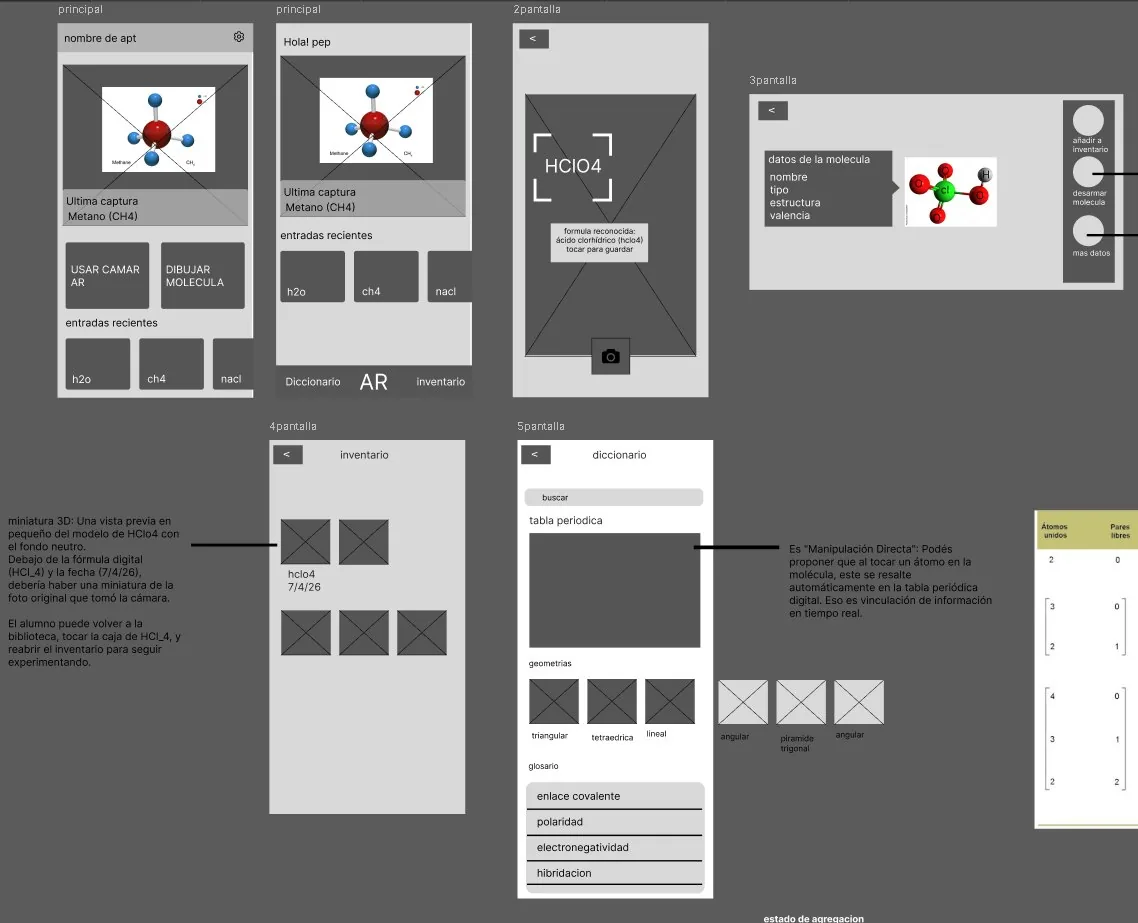 principal
nombre de apt
Methane
CH4
Ultima captura
Metano (CH4)
USAR CAMAR
AR
DIBUJAR
MOLECULA
entradas recientes
h2o
ch4
nacl
principal
Hola! pep
Methane
CH4
Ultima captura
Metano (CH4)
entradas recientes
h2o
ch4
nacl
Diccionario
AR
inventario
2pantalla
<
HClO4
formula reconocida:
ácido clorhídrico (hclo4)
tocar para guardar
3pantalla
<
datos de la molecula
nombre
tipo
estructura
valencia
O
O
Cl
H
O
O
añadir a
inventario
desarmar
molecula
mas datos
4pantalla
<
inventario
hclo4
7/4/26
miniatura 3D: Una vista previa en
pequeño del modelo de HClo4 con
el fondo neutro.
Debajo de la fórmula digital
(HCl_4) y la fecha (7/4/26),
debería haber una miniatura de la
foto original que tomó la cámara.
El alumno puede volver a la
biblioteca, tocar la caja de HCl_4, y
reabrir el inventario para seguir
experimentando.
5pantalla
<
diccionario
buscar
tabla periodica
geometrias
triangular
tetraedrica
lineal
angular
piramide
trigonal
angular
glosario
enlace covalente
polaridad
electronegatividad
hibridacion
Es "Manipulación Directa": Podés
proponer que al tocar un átomo en la
molécula, este se resalte
automáticamente en la tabla periódica
digital. Eso es vinculación de información
en tiempo real.
Átomos
unidos
Pares
libres
2 0
3 0
2 1
4 0
3 1
2 2
estado de agregacion